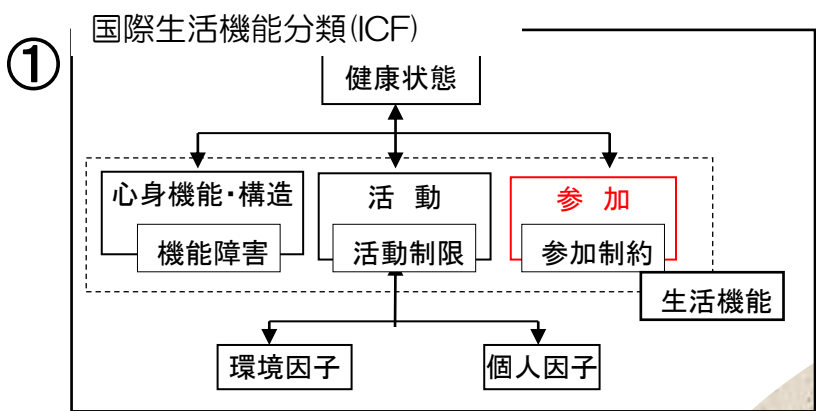 ①
国際生活機能分類(ICF)
健康状態
心身機能・構造
活 動
参 加
機能障害
活動制限
参加制約
生活機能
環境因子
個人因子